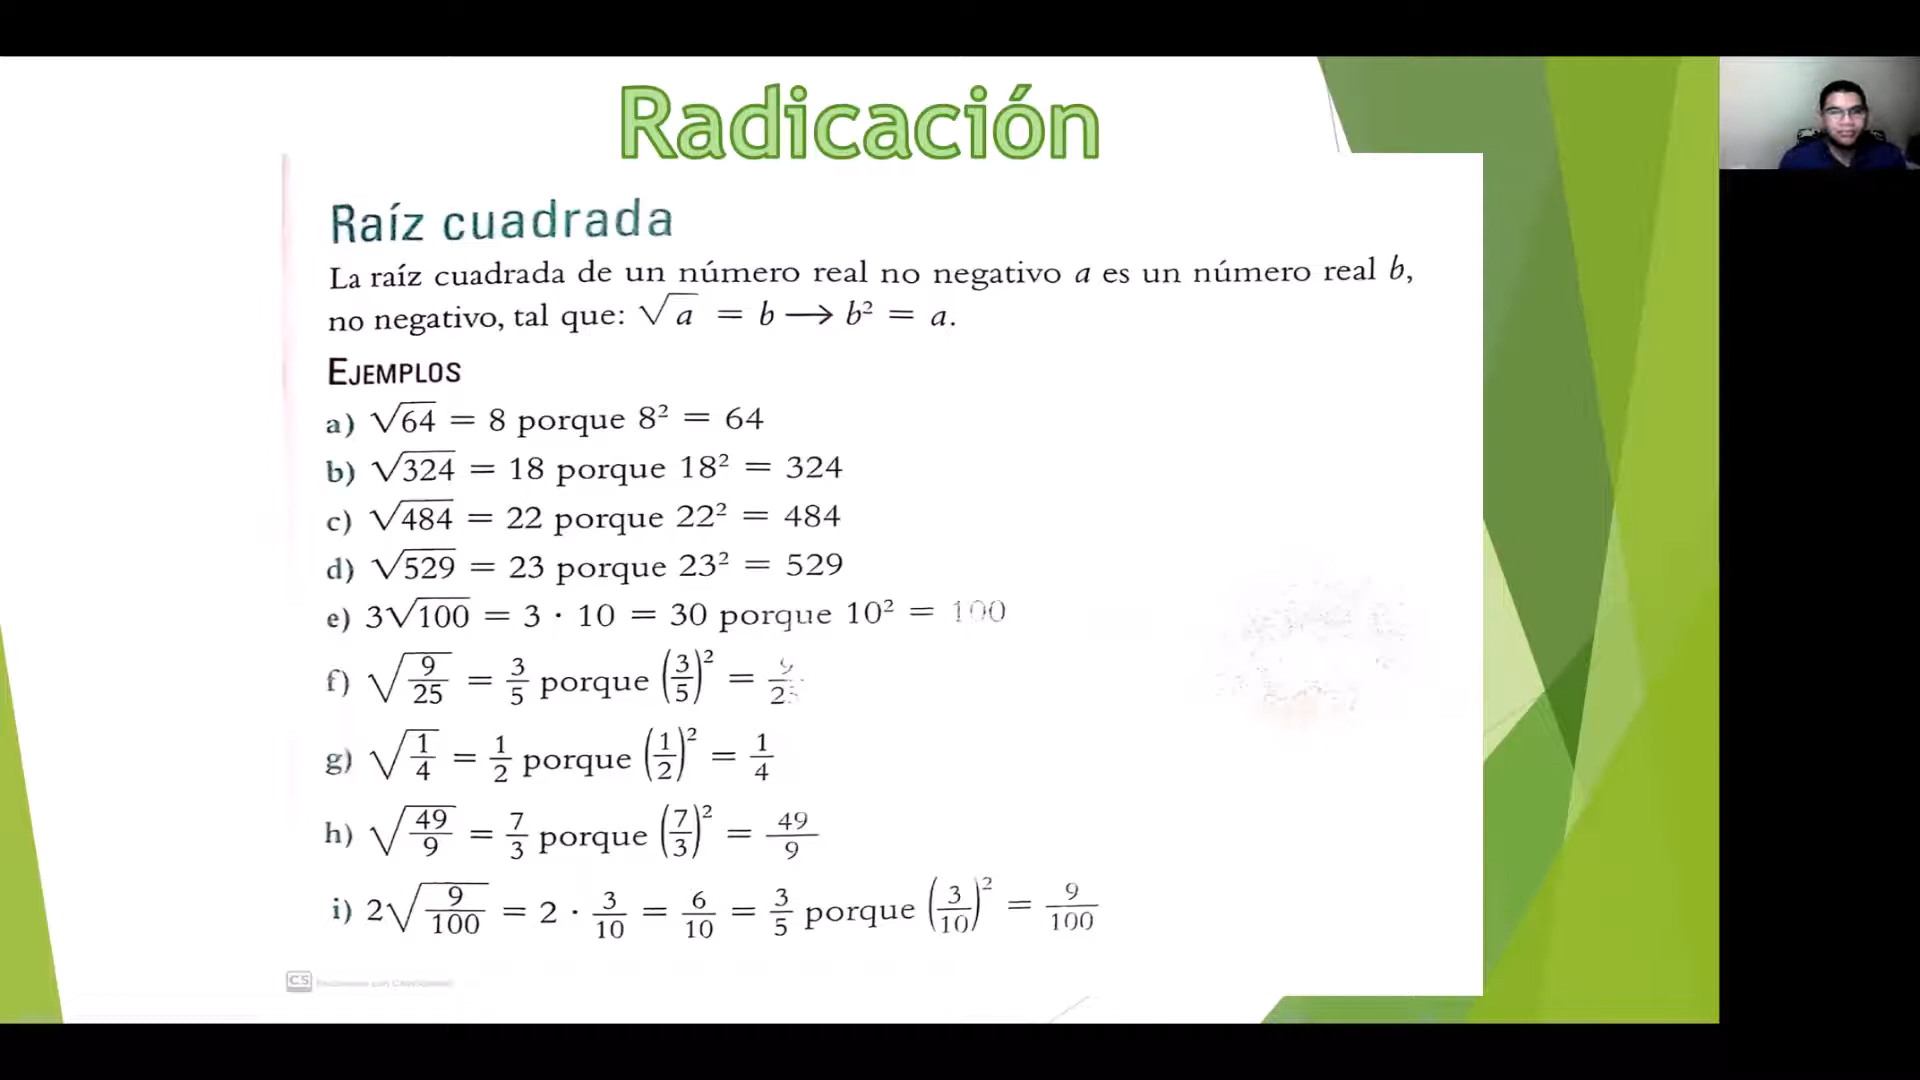 Radicación
Raíz cuadrada
La raíz cuadrada de un número real no negativo a es un número real b,
no negativo, tal que: √a = b ⟶ b² = a.
EJEMPLOS
a) √64 = 8 porque 8² = 64
b) √324 = 18 porque 18² = 324
c) √484 = 22 porque 22² = 484
d) √529 = 23 porque 23² = 529
e) 3√100 = 3 · 10 = 30 porque 10² = 100
f) √(9/25) = 3/5 porque (3/5)² = 9/25
g) √(1/4) = 1/2 porque (1/2)² = 1/4
h) √(49/9) = 7/3 porque (7/3)² = 49/9
i) 2√(9/100) = 2 · 3/10 = 6/10 = 3/5 porque (3/10)² = 9/100
CS